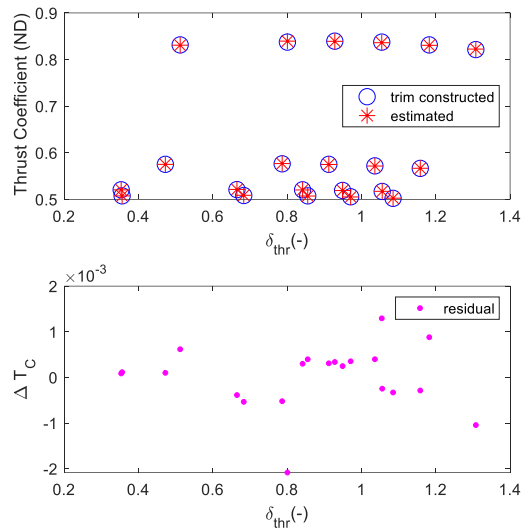 0.9
0.8
0.7
0.6
0.5
Thrust Coefficient (ND)
trim constructed
estimated
0.2 0.4 0.6 0.8 1 1.2 1.4
δthr(-)
×10-3
2
1
0
-1
-2
Δ TC
residual
0.2 0.4 0.6 0.8 1 1.2 1.4
δthr(-)